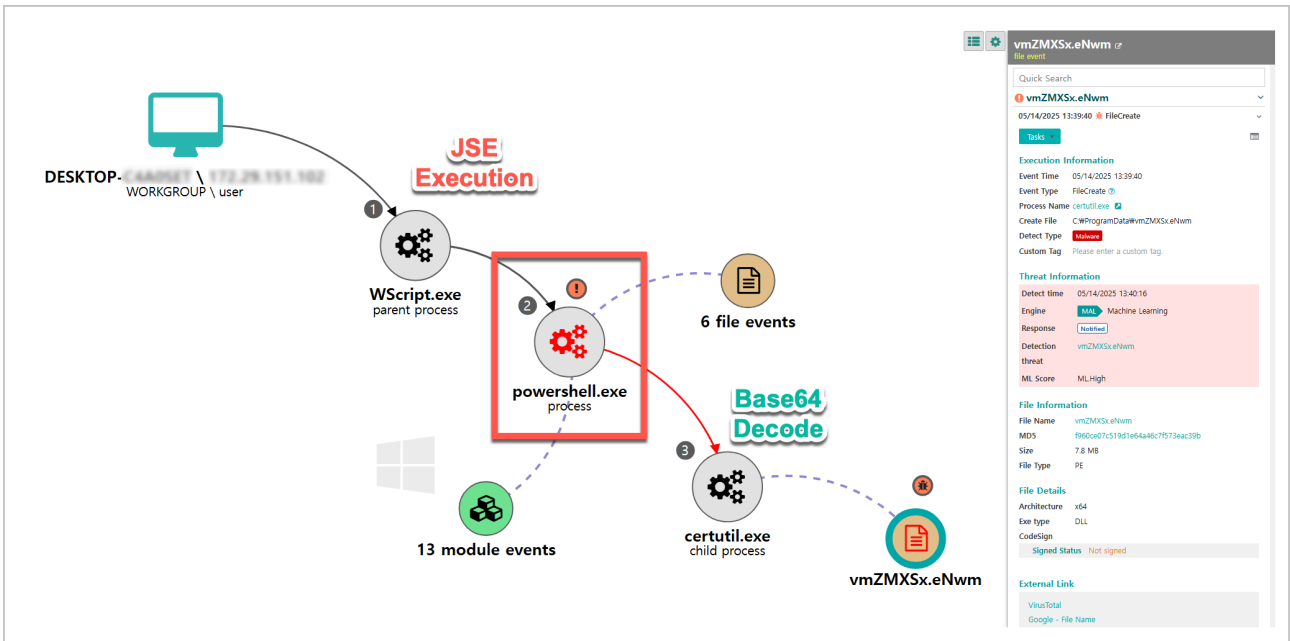 JSE
Execution
DESKTOP-
WORKGROUP \ user
1
WScript.exe
parent process
2
!
powershell.exe
process
6 file events
Base64
Decode
3
certutil.exe
child process
13 module events
vmZMXSx.eNwm
vmZMXSx.eNwm
file event
Quick Search
vmZMXSx.eNwm
05/14/2025 13:39:40 FileCreate
Tasks
Execution Information
Event Time 05/14/2025 13:39:40
Event Type FileCreate
Process Name certutil.exe
Create File C:₩ProgramData₩vmZMXSx.eNwm
Detect Type Malware
Custom Tag Please enter a custom tag.
Threat Information
Detect time 05/14/2025 13:40:16
Engine MAL Machine Learning
Response Notified
Detection vmZMXSx.eNwm
threat
ML Score ML.High
File Information
File Name vmZMXSx.eNwm
MD5 f960ce07c519d1e64a46c7f573eac39b
Size 7.8 MB
File Type PE
File Details
Architecture x64
Exe type DLL
CodeSign
Signed Status Not signed
External Link
VirusTotal
Google - File Name